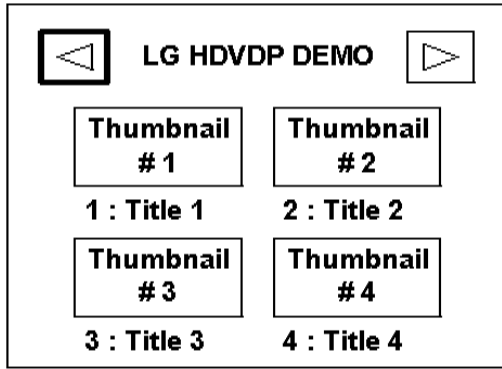 LG HDVDP DEMO
Thumbnail Thumbnail
#1 #2
1 : Title 1 2 : Title 2
Thumbnail Thumbnail
#3 #4
3 : Title 3 4 : Title 4